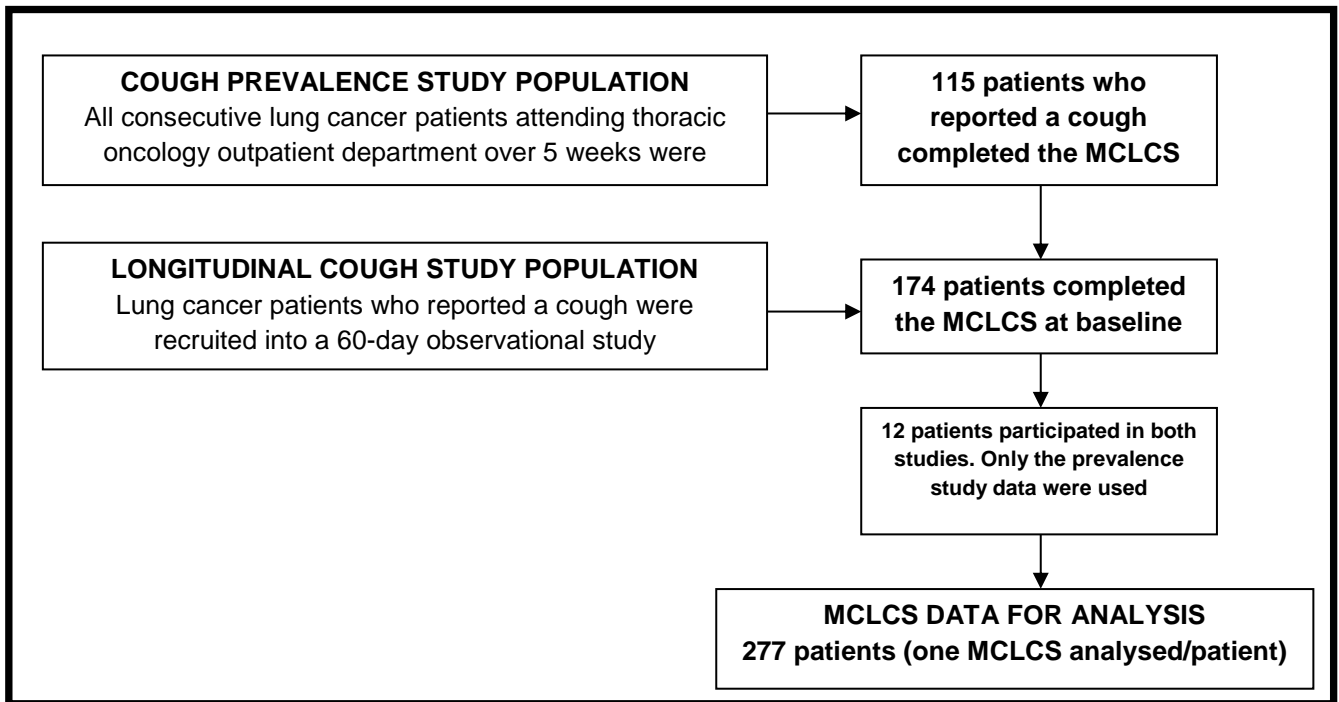 COUGH PREVALENCE STUDY POPULATION
All consecutive lung cancer patients attending thoracic
oncology outpatient department over 5 weeks were
115 patients who
reported a cough
completed the MCLCS
LONGITUDINAL COUGH STUDY POPULATION
Lung cancer patients who reported a cough were
recruited into a 60-day observational study
174 patients completed
the MCLCS at baseline
12 patients participated in both
studies. Only the prevalence
study data were used
MCLCS DATA FOR ANALYSIS
277 patients (one MCLCS analysed/patient)